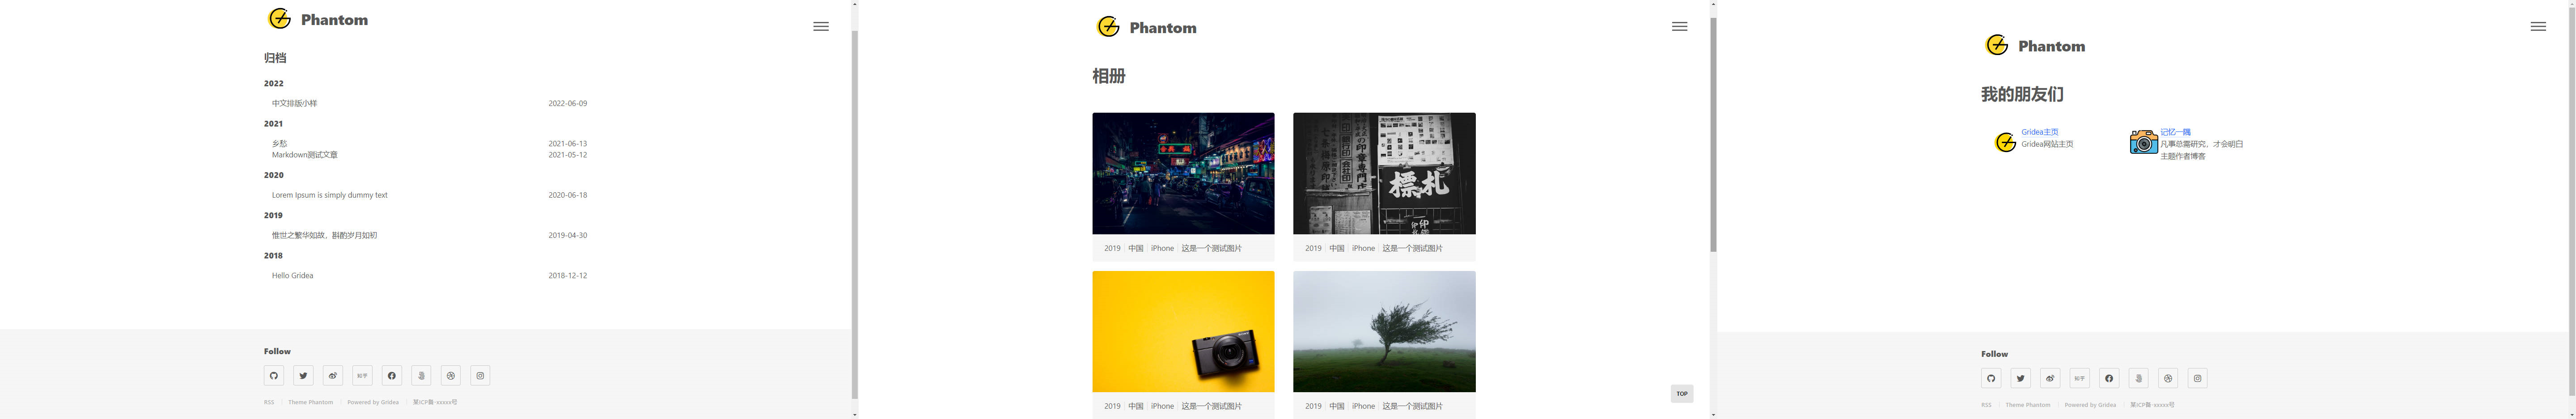 Phantom
归档
2022
中文排版小样 2022-06-09
2021
乡愁 2021-06-13
Markdown测试文章 2021-05-12
2020
Lorem Ipsum is simply dummy text 2020-06-18
2019
惟世之繁华如故，斟酌岁月如初 2019-04-30
2018
Hello Gridea 2018-12-12
Follow
知乎
RSS Theme Phantom Powered by Gridea 某ICP备-xxxxx号
Phantom
相册
標札
2019 中国 iPhone 这是一个测试图片
2019 中国 iPhone 这是一个测试图片
2019 中国 iPhone 这是一个测试图片
2019 中国 iPhone 这是一个测试图片
TOP
Phantom
我的朋友们
Gridea主页
Gridea网站主页
记忆一隅
凡事总需研究，才会明白
主题作者博客
Follow
知乎
RSS Theme Phantom Powered by Gridea 某ICP备-xxxxx号